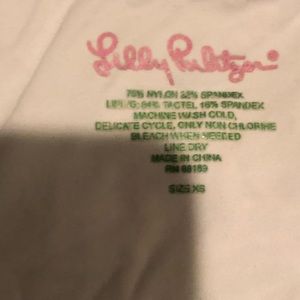 Lilly Pulitzer®
78% NYLON 22% SPANDEX
84% TACTEL 16% SPANDEX
MACHINE WASH COLD,
DELICATE CYCLE, ONLY NON CHLORINE
BLEACH WHEN NEEDED
LINE DRY
MADE IN CHINA
RN
SIZE XS